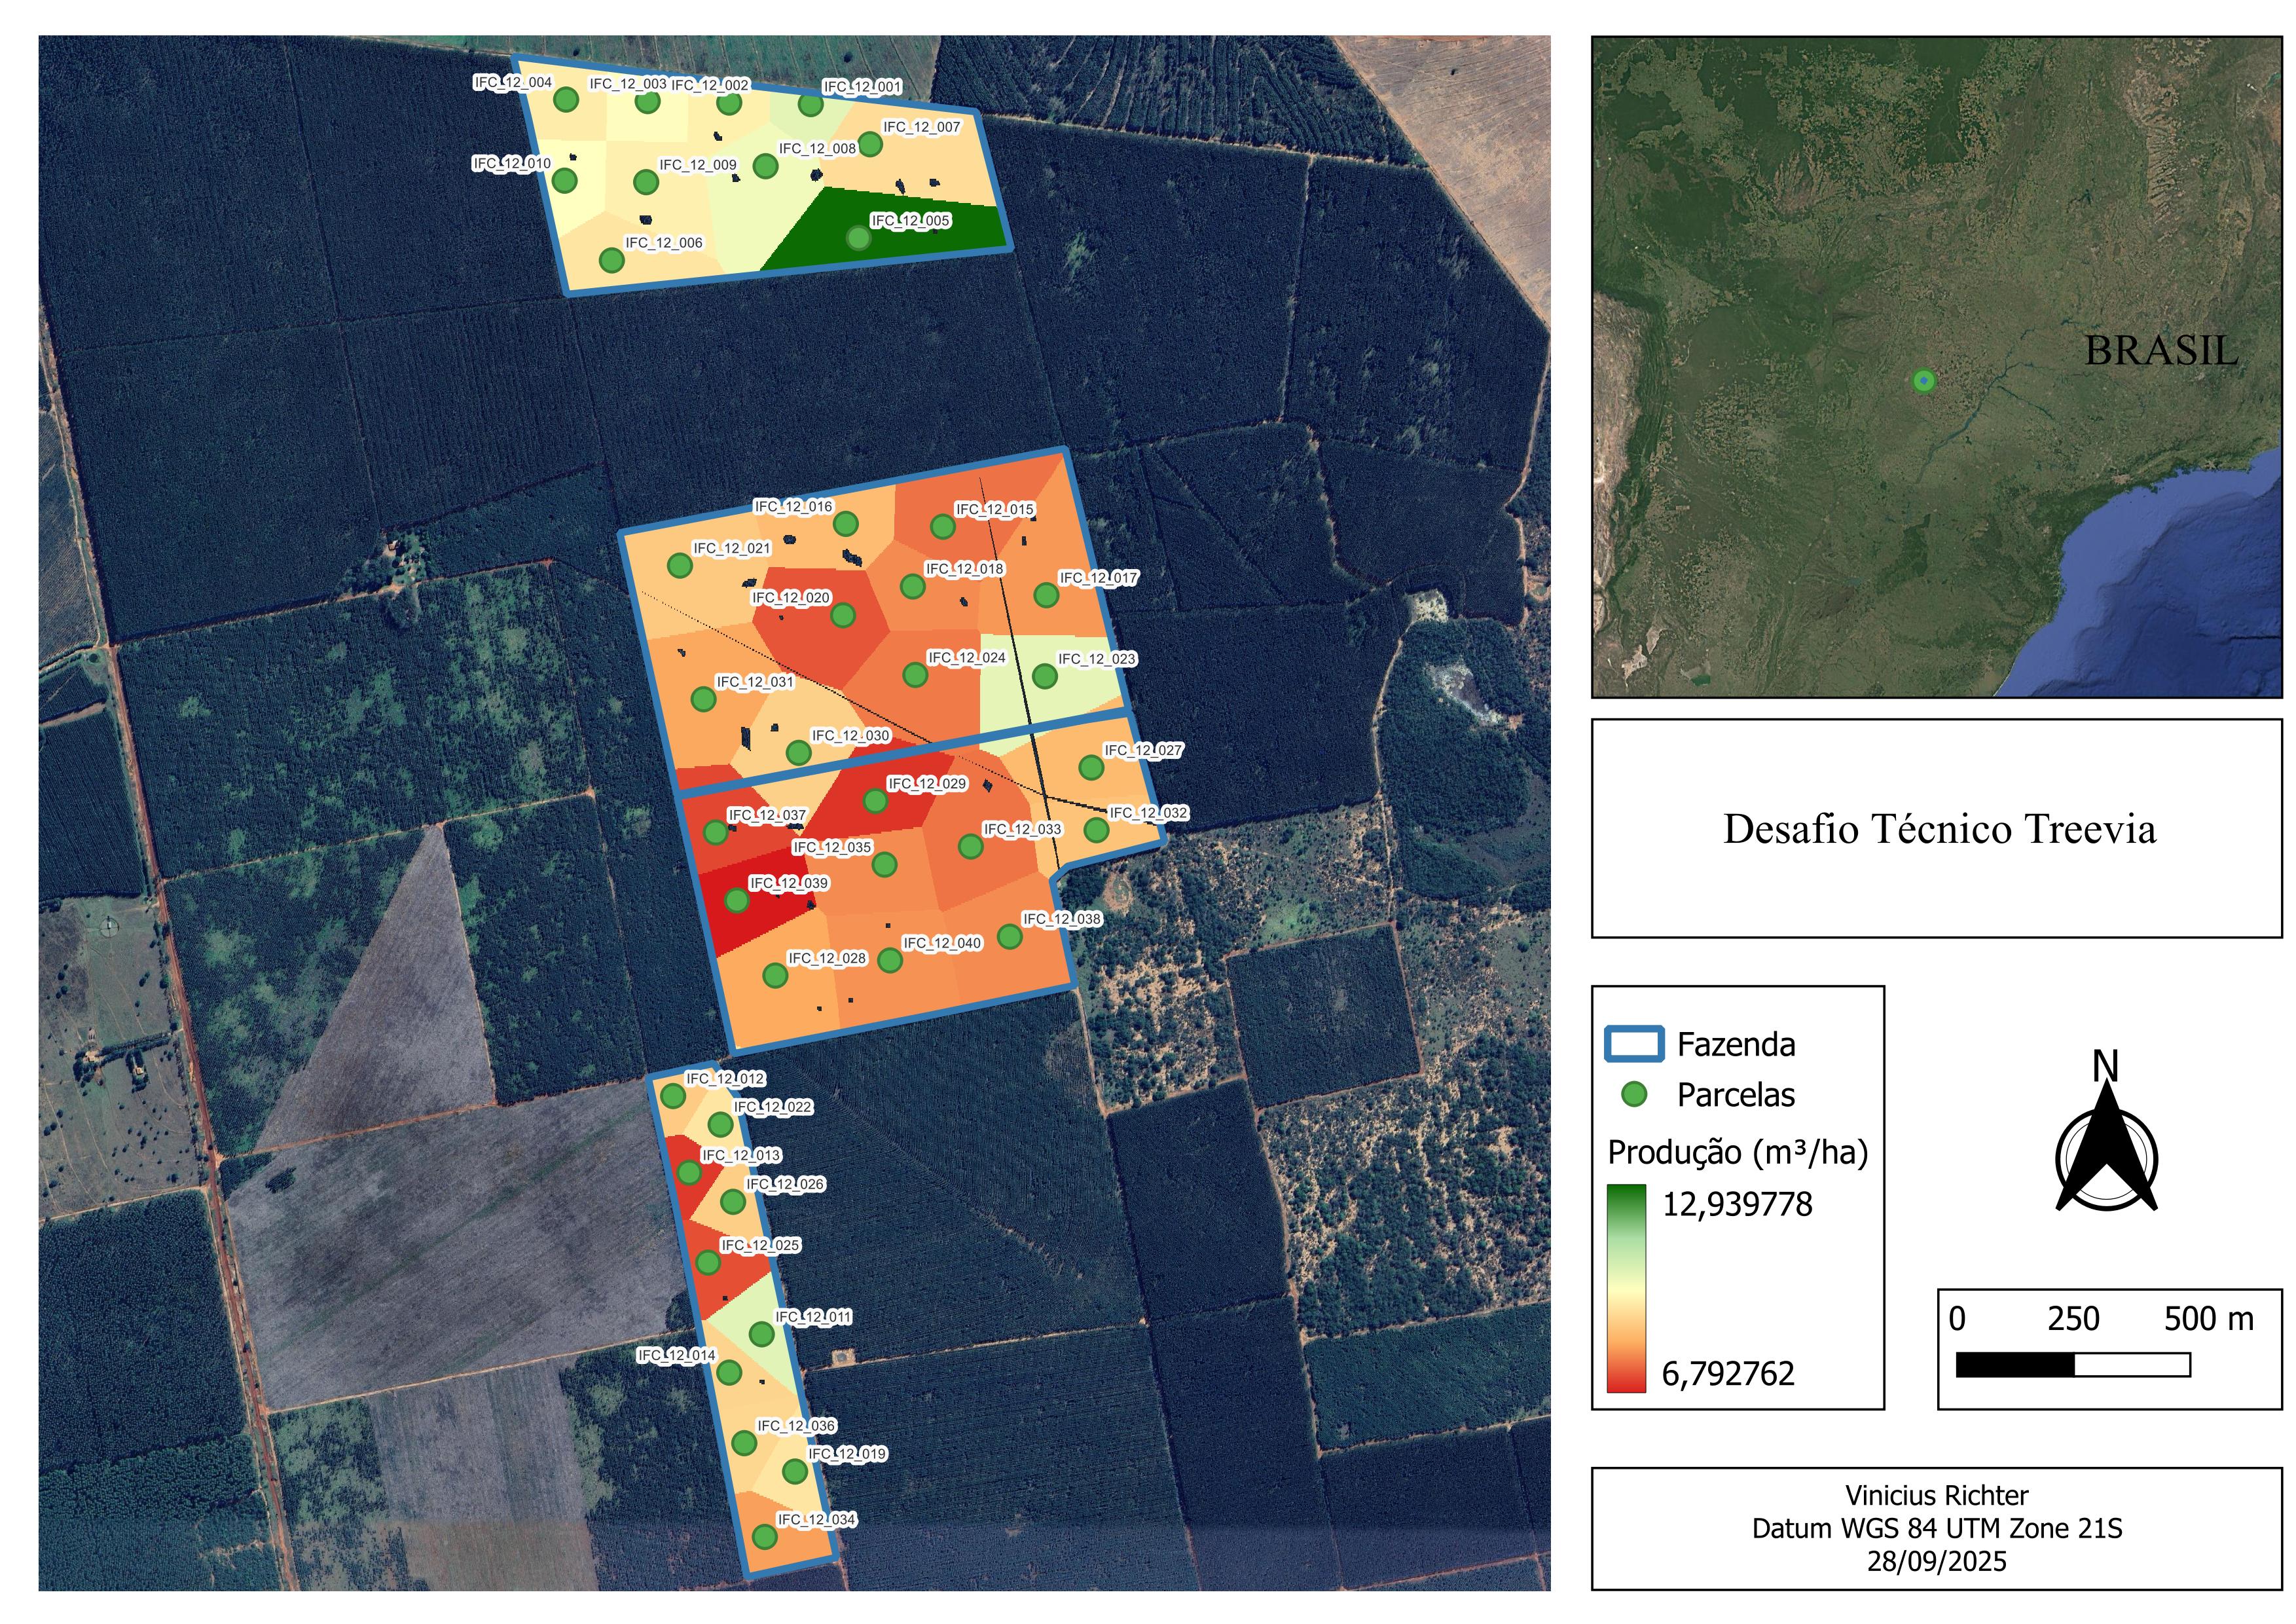 IFC_12_004
IFC_12_003
IFC_12_002
IFC_12_001
IFC_12_007
IFC_12_008
IFC_12_010
IFC_12_009
IFC_12_005
IFC_12_006
IFC_12_016
IFC_12_015
IFC_12_021
IFC_12_018
IFC_12_017
IFC_12_020
IFC_12_024
IFC_12_023
IFC_12_031
IFC_12_030
IFC_12_027
IFC_12_029
IFC_12_037
IFC_12_032
IFC_12_033
IFC_12_035
IFC_12_039
IFC_12_038
IFC_12_040
IFC_12_028
IFC_12_012
IFC_12_022
IFC_12_013
IFC_12_026
IFC_12_025
IFC_12_011
IFC_12_014
IFC_12_036
IFC_12_019
IFC_12_034
BRASIL
Desafio Técnico Treevia
Fazenda
Parcelas
Produção (m³/ha)
12,939778
6,792762
N
0 250 500 m
Vinicius Richter
Datum WGS 84 UTM Zone 21S
28/09/2025